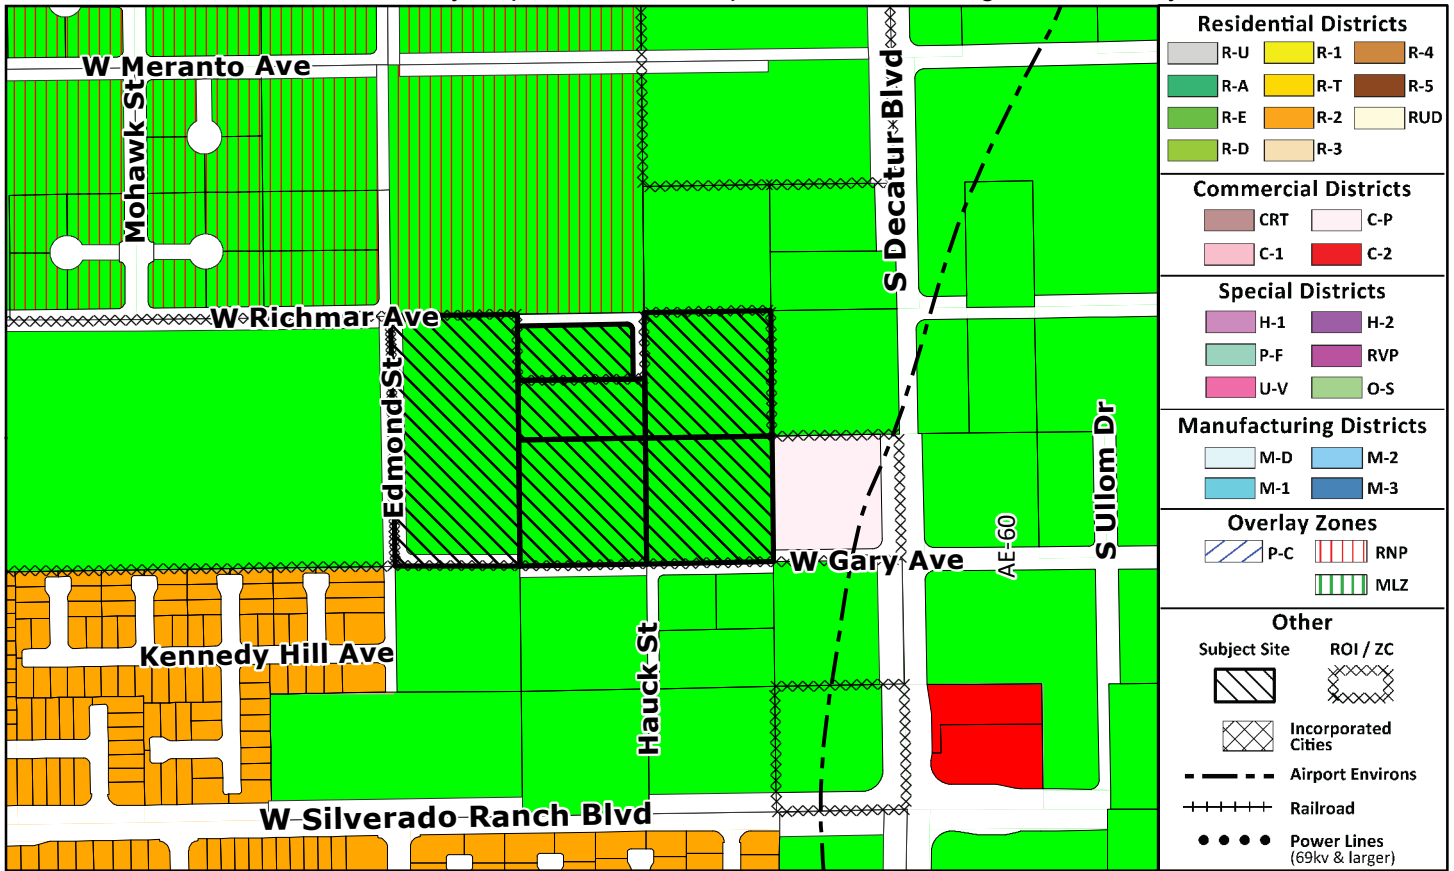 W Meranto Ave
Mohawk St
S Decatur Blvd
W Richmar Ave
Edmond St
S Ullom Dr
AE-60
W Gary Ave
Kennedy Hill Ave
Hauck St
W Silverado Ranch Blvd
Residential Districts
R-U R-1 R-4
R-A R-T R-5
R-E R-2 RUD
R-D R-3
Commercial Districts
CRT C-P
C-1 C-2
Special Districts
H-1 H-2
P-F RVP
U-V O-S
Manufacturing Districts
M-D M-2
M-1 M-3
Overlay Zones
P-C RNP
MLZ
Other
Subject Site ROI / ZC
Incorporated
Cities
Airport Environs
Railroad
Power Lines
(69kv & larger)